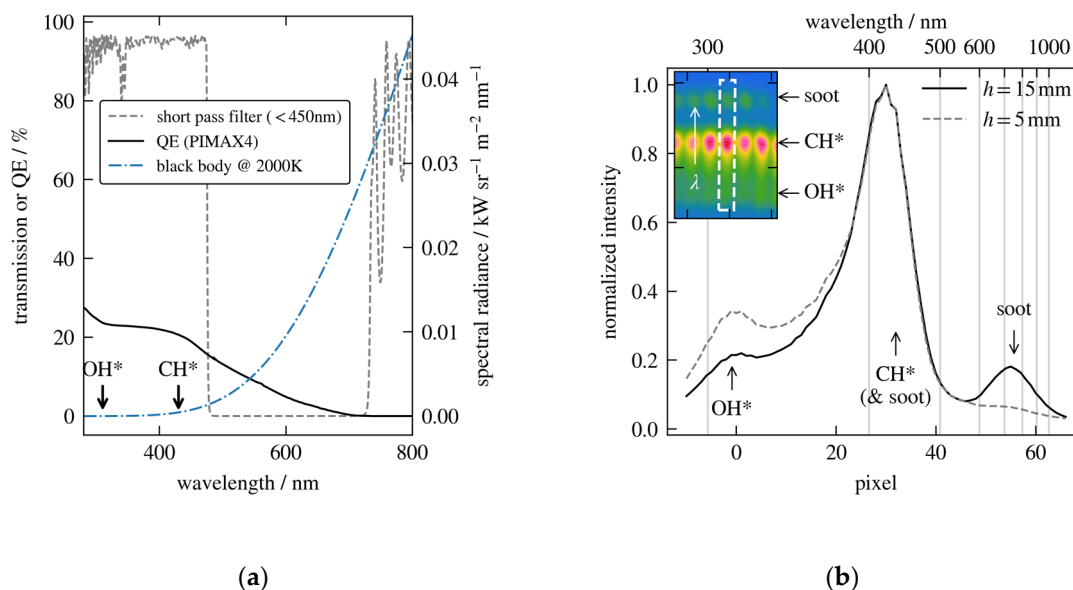 100
80
60
40
20
0
transmission or QE / %
short pass filter ( < 450nm)
QE (PIMAX4)
black body @ 2000K
OH*
CH*
400
600
800
wavelength / nm
0.04
0.03
0.02
0.01
0.00
spectral radiance / kW sr⁻¹ m⁻² nm⁻¹
(a)
wavelength / nm
300
400
500
600
800
1000
1.0
0.8
0.6
0.4
0.2
0.0
normalized intensity
soot
CH*
OH*
λ
h = 15 mm
h = 5 mm
soot
OH*
CH*
(& soot)
0
20
40
60
pixel
(b)